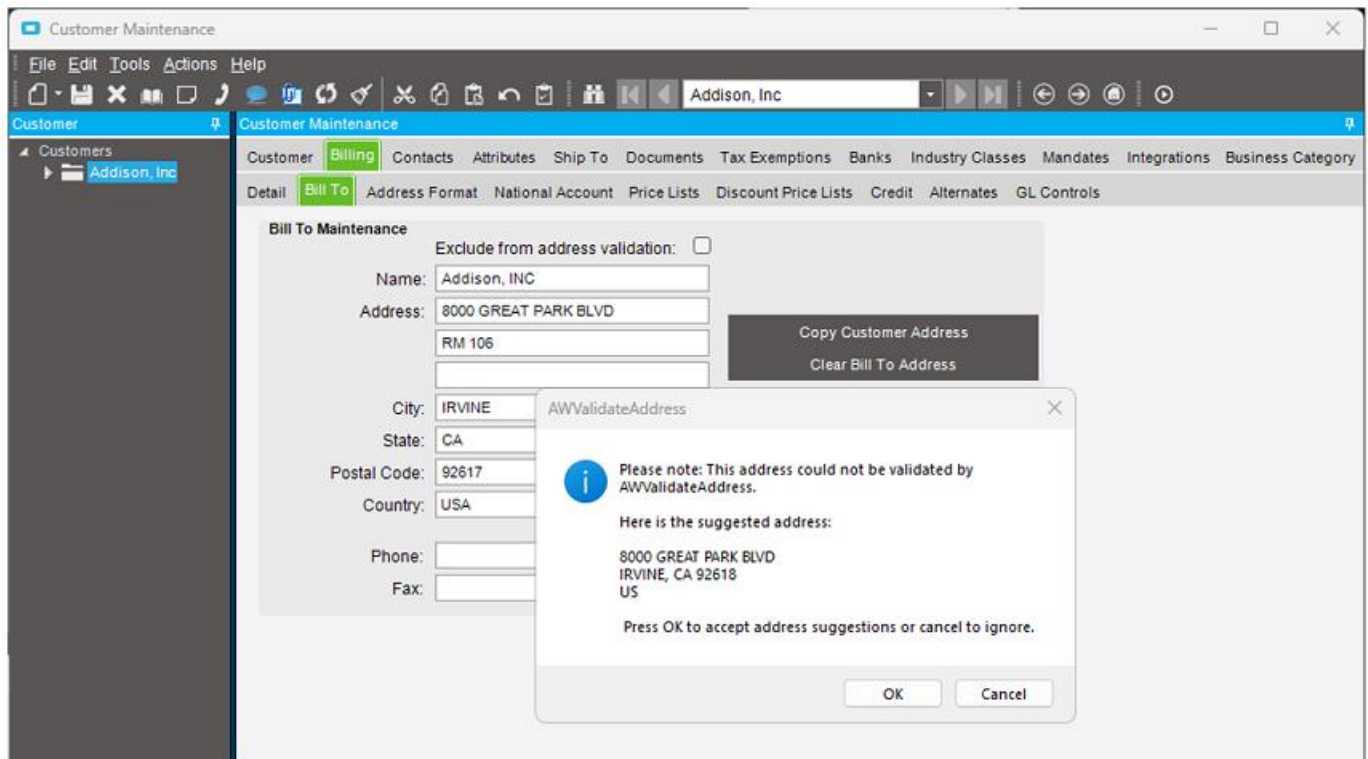 Customer Maintenance
File Edit Tools Actions Help
Addison, Inc
Customer
Customer Maintenance
Customers
Addison, Inc
Customer Billing Contacts Attributes Ship To Documents Tax Exemptions Banks Industry Classes Mandates Integrations Business Category
Detail Bill To Address Format National Account Price Lists Discount Price Lists Credit Alternates GL Controls
Bill To Maintenance
Exclude from address validation:
Name: Addison, INC
Address: 8000 GREAT PARK BLVD
RM 106
Copy Customer Address
Clear Bill To Address
City: IRVINE
State: CA
Postal Code: 92617
Country: USA
Phone:
Fax:
AWValidateAddress
Please note: This address could not be validated by
AWValidateAddress.
Here is the suggested address:
8000 GREAT PARK BLVD
IRVINE, CA 92618
US
Press OK to accept address suggestions or cancel to ignore.
OK Cancel